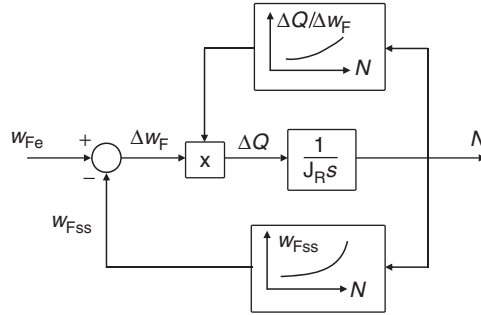 ΔQ/Δw_F
N
w_Fe
+
−
Δw_F
x
ΔQ
1
J_R s
N
w_Fss
w_Fss
N